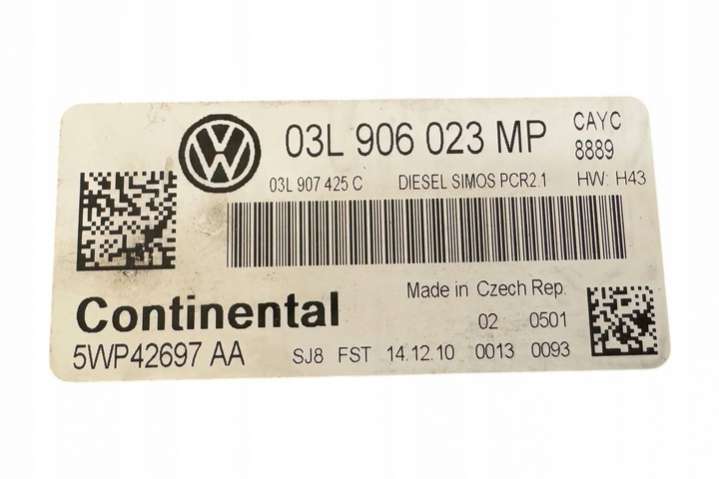 03L 906 023 MP CAYC
8889
03L 907 425 C DIESEL SIMOS PCR2.1 HW: H43
Continental Made in Czech Rep.
02 0501
5WP42697 AA SJ8 FST 14.12.10 0013 0093